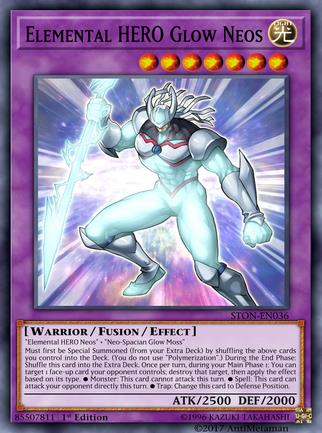 ELEMENTAL HERO GLOW NEOS
LIGHT
光
STON-EN036
[WARRIOR / FUSION / EFFECT]
"Elemental HERO Neos" + "Neo-Spacian Glow Moss"
Must first be Special Summoned (from your Extra Deck) by shuffling the above cards
you control into the Deck. (You do not use "Polymerization".) During the End Phase:
Shuffle this card into the Extra Deck. Once per turn, during your Main Phase 1: You can
target 1 face-up card your opponent controls; destroy that target, then apply the effect
based on its type. ● Monster: This card cannot attack this turn. ● Spell: This card can
attack your opponent directly this turn. ● Trap: Change this card to Defense Position.
ATK/2500 DEF/2000
85507811 1st Edition ©1996 KAZUKI TAKAHASHI
©2017 AntiMetaman